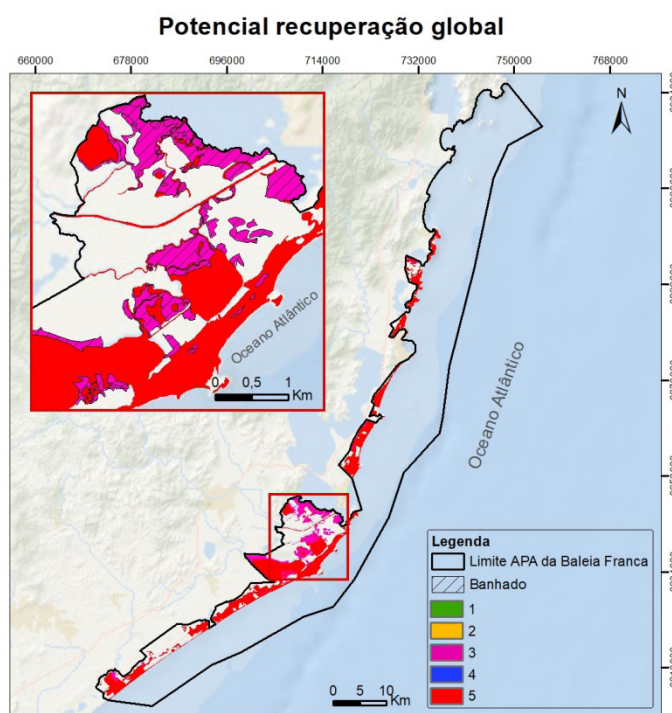 Potencial recuperação global
660000 678000 696000 714000 732000 750000 768000
N
Oceano Atlântico
0 0,5 1
Km
Oceano Atlântico
Legenda
Limite APA da Baleia Franca
Banhado
1
2
3
4
5
0 5 10
Km